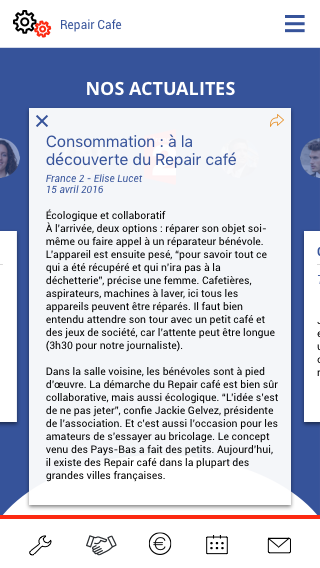 Repair Cafe
NOS ACTUALITES
Consommation : à la
découverte du Repair café
France 2 - Elise Lucet
15 avril 2016
Écologique et collaboratif
À l'arrivée, deux options : réparer son objet soi-
même ou faire appel à un réparateur bénévole.
L'appareil est ensuite pesé, “pour savoir tout ce
qui a été récupéré et qui n'ira pas à la
déchetterie", précise une femme. Cafetières,
aspirateurs, machines à laver, ici tous les
appareils peuvent être réparés. Il faut bien
entendu attendre son tour avec un petit café et
des jeux de société, car l'attente peut être longue
(3h30 pour notre journaliste).
Dans la salle voisine, les bénévoles sont à pied
d'œuvre. La démarche du Repair café est bien sûr
collaborative, mais aussi écologique. “L'idée s'est
de ne pas jeter", confie Jackie Gelvez, présidente
de l'association. Et c'est aussi l'occasion pour les
amateurs de s'essayer au bricolage. Le concept
venu des Pays-Bas a fait des petits. Aujourd'hui,
il existe des Repair café dans la plupart des
grandes villes françaises.